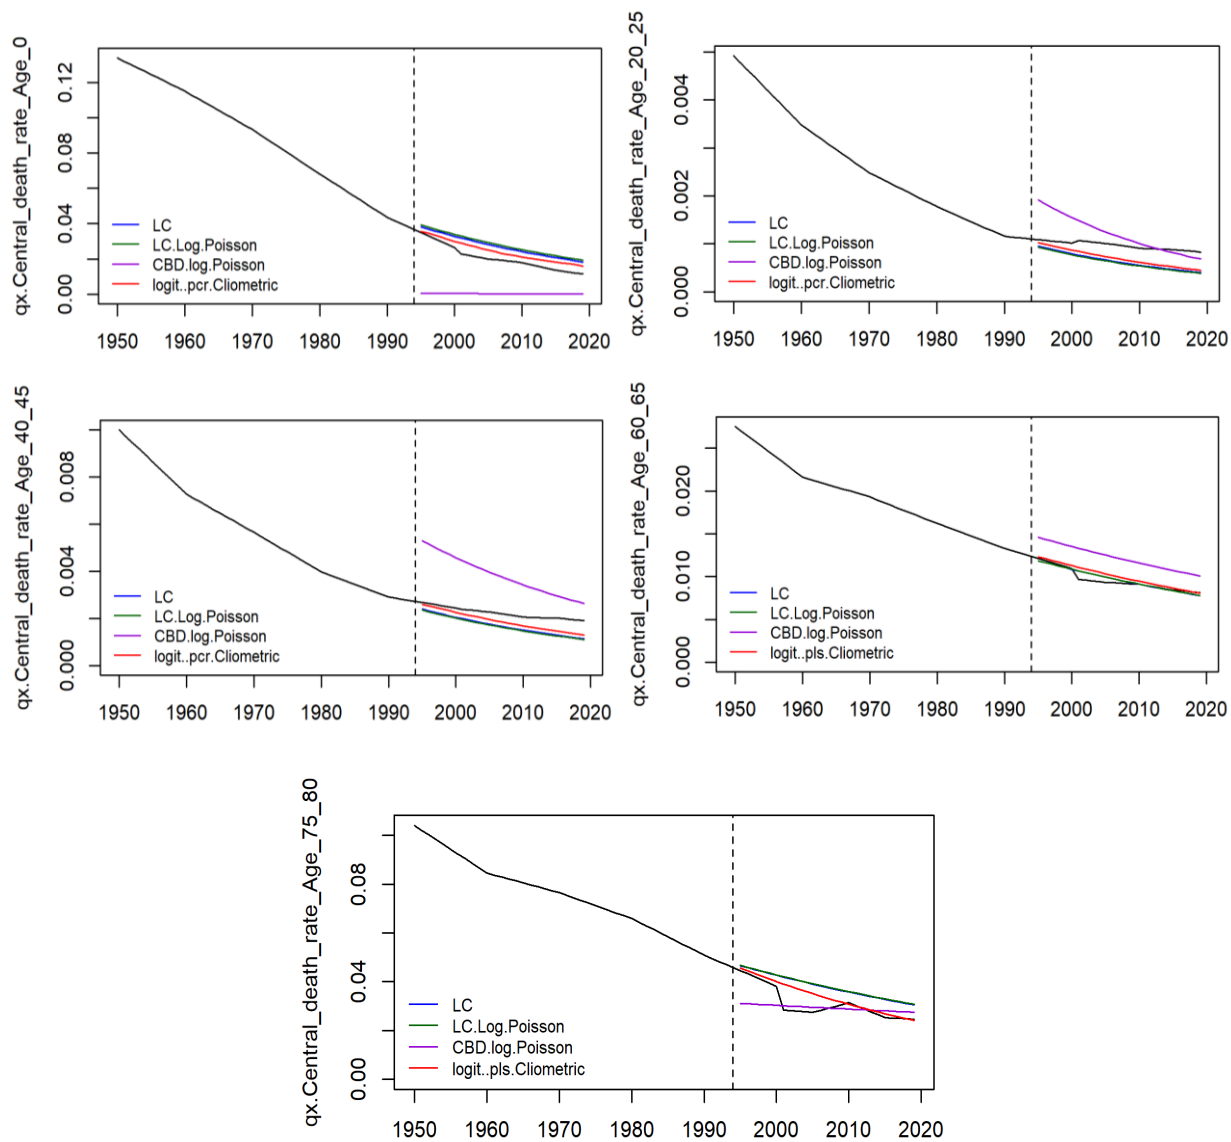 qx.Central_death_rate_Age_0
0.12
0.08
0.04
0.00
LC
LC.Log.Poisson
CBD.log.Poisson
logit..pcr.Cliometric
1950 1960 1970 1980 1990 2000 2010 2020
qx.Central_death_rate_Age_20_25
0.004
0.002
0.000
LC
LC.Log.Poisson
CBD.log.Poisson
logit..pcr.Cliometric
1950 1960 1970 1980 1990 2000 2010 2020
qx.Central_death_rate_Age_40_45
0.008
0.004
0.000
LC
LC.Log.Poisson
CBD.log.Poisson
logit..pcr.Cliometric
1950 1960 1970 1980 1990 2000 2010 2020
qx.Central_death_rate_Age_60_65
0.020
0.010
0.000
LC
LC.Log.Poisson
CBD.log.Poisson
logit..pls.Cliometric
1950 1960 1970 1980 1990 2000 2010 2020
qx.Central_death_rate_Age_75_80
0.08
0.04
0.00
LC
LC.Log.Poisson
CBD.log.Poisson
logit..pls.Cliometric
1950 1960 1970 1980 1990 2000 2010 2020